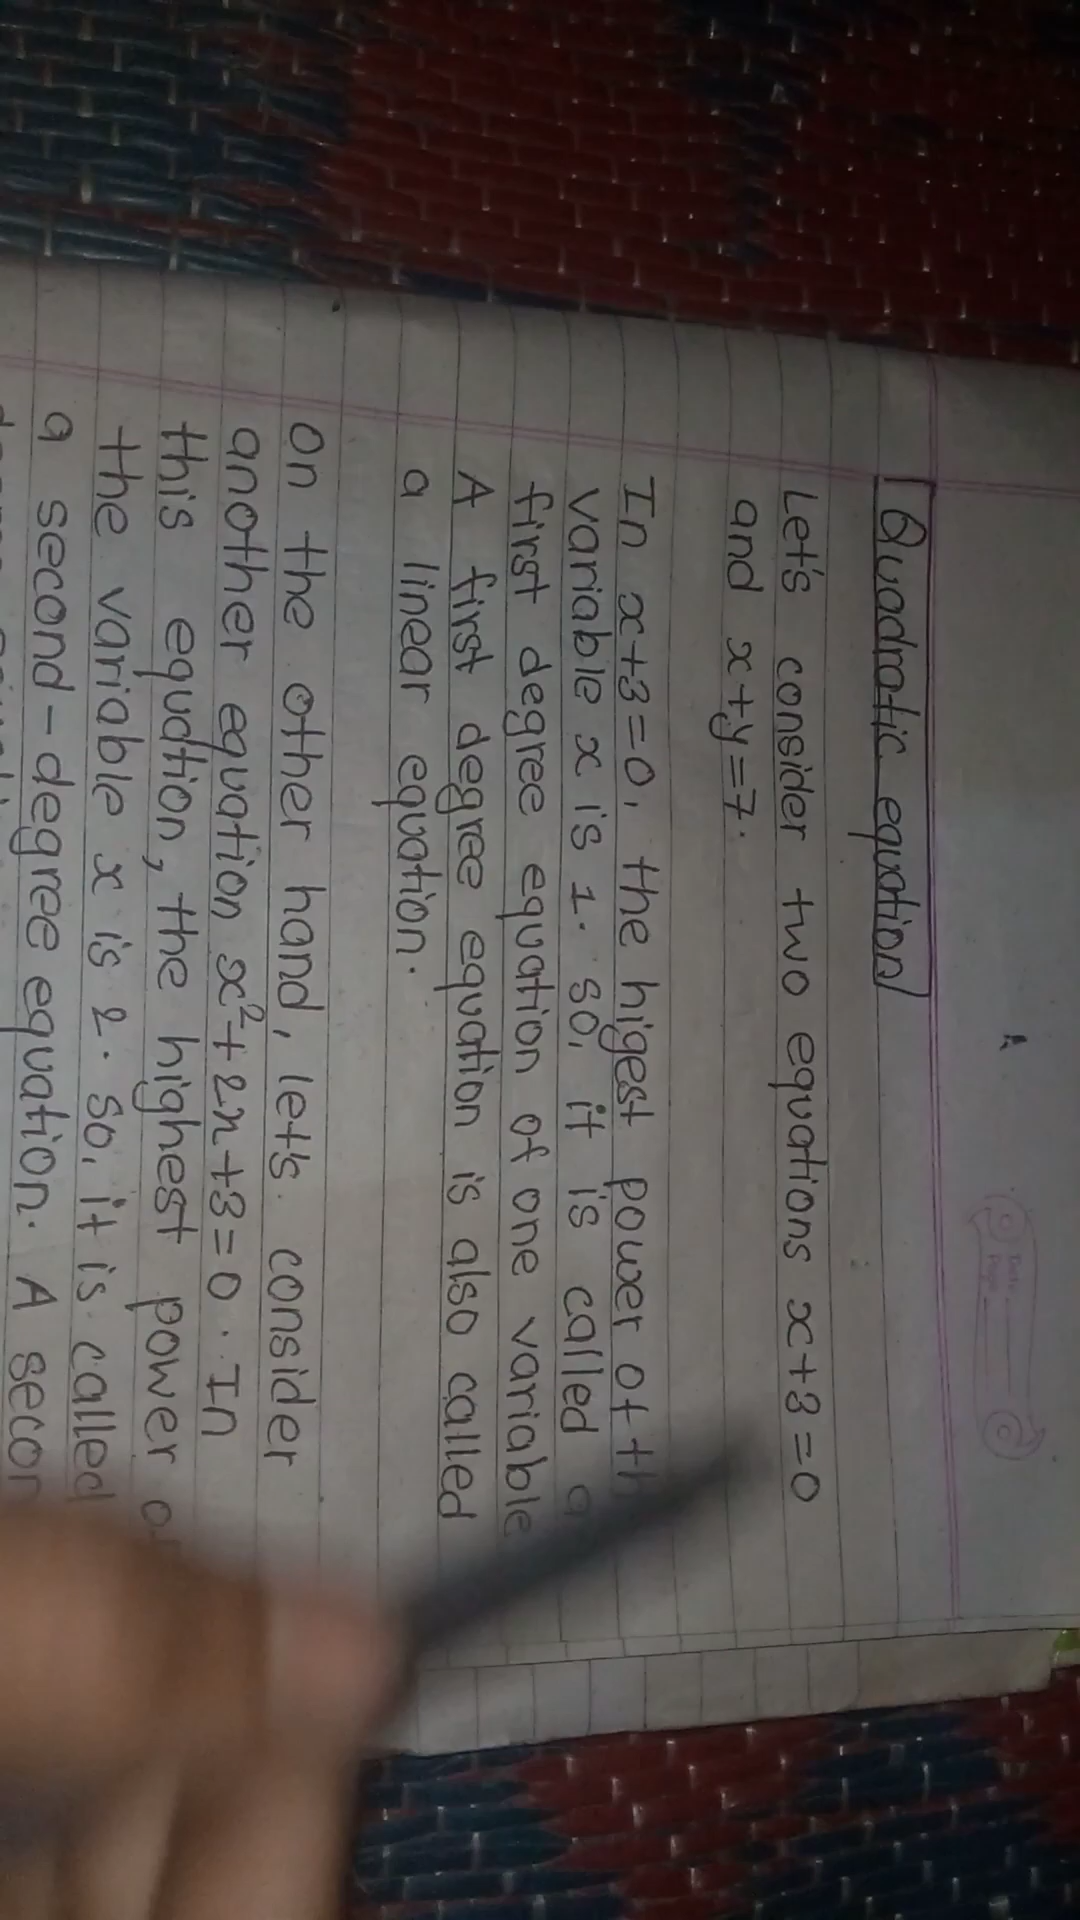 Quadratic equation
Let's consider two equations x+3=0
and x+y=7.
In x+3=0, the higest power of th
variable x is 1. so, it is called a
first degree equation of one variable
A first degree equation is also called
a linear equation.
on the other hand, let's. consider
another equation x²+2x+3=0. In
this equation, the highest power of
the variable x is 2. so, it is called
a second-degree equation. A secon